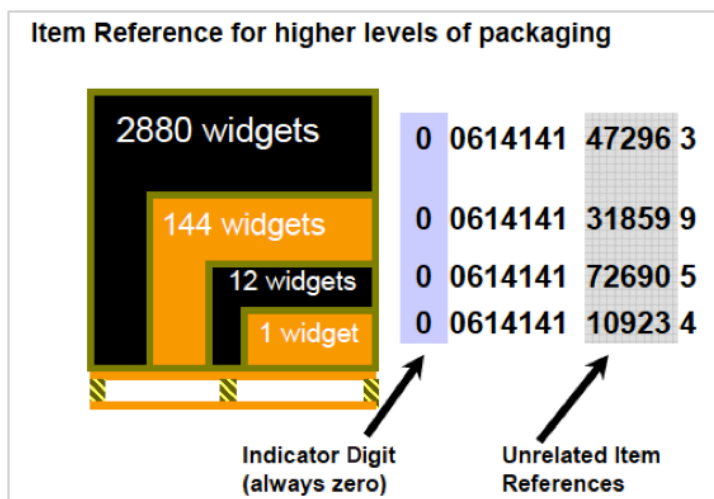 Item Reference for higher levels of packaging
2880 widgets
0 0614141 47296 3
144 widgets
0 0614141 31859 9
12 widgets
0 0614141 72690 5
1 widget
0 0614141 10923 4
Indicator Digit
(always zero)
Unrelated Item
References